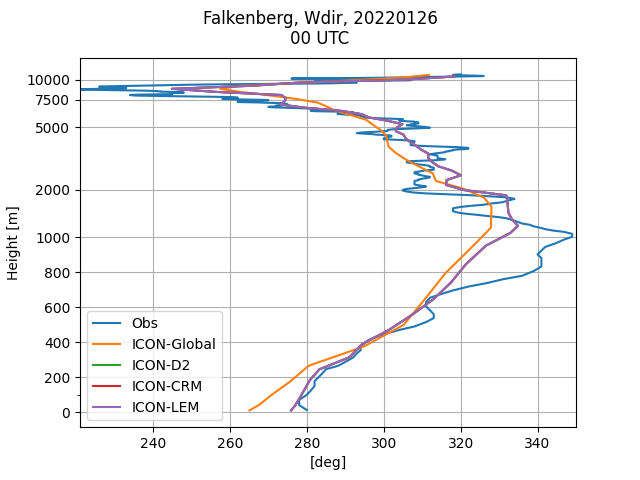 Falkenberg, Wdir, 20220126
00 UTC
Height [m]
10000
7500
5000
2000
1000
800
600
400
200
0
Obs
ICON-Global
ICON-D2
ICON-CRM
ICON-LEM
240 260 280 300 320 340
[deg]